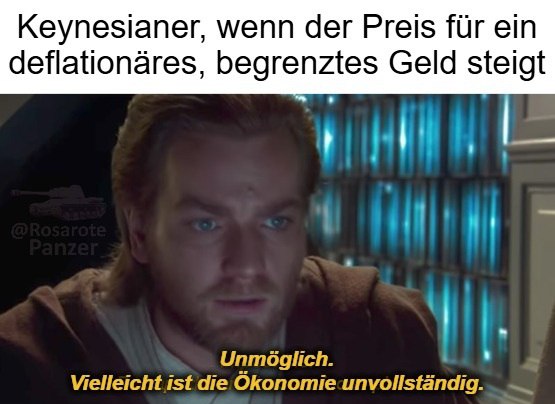 Keynesianer, wenn der Preis für ein
deflationäres, begrenztes Geld steigt
@Rosarote
Panzer
Unmöglich.
Vielleicht ist die Ökonomie unvollständig.